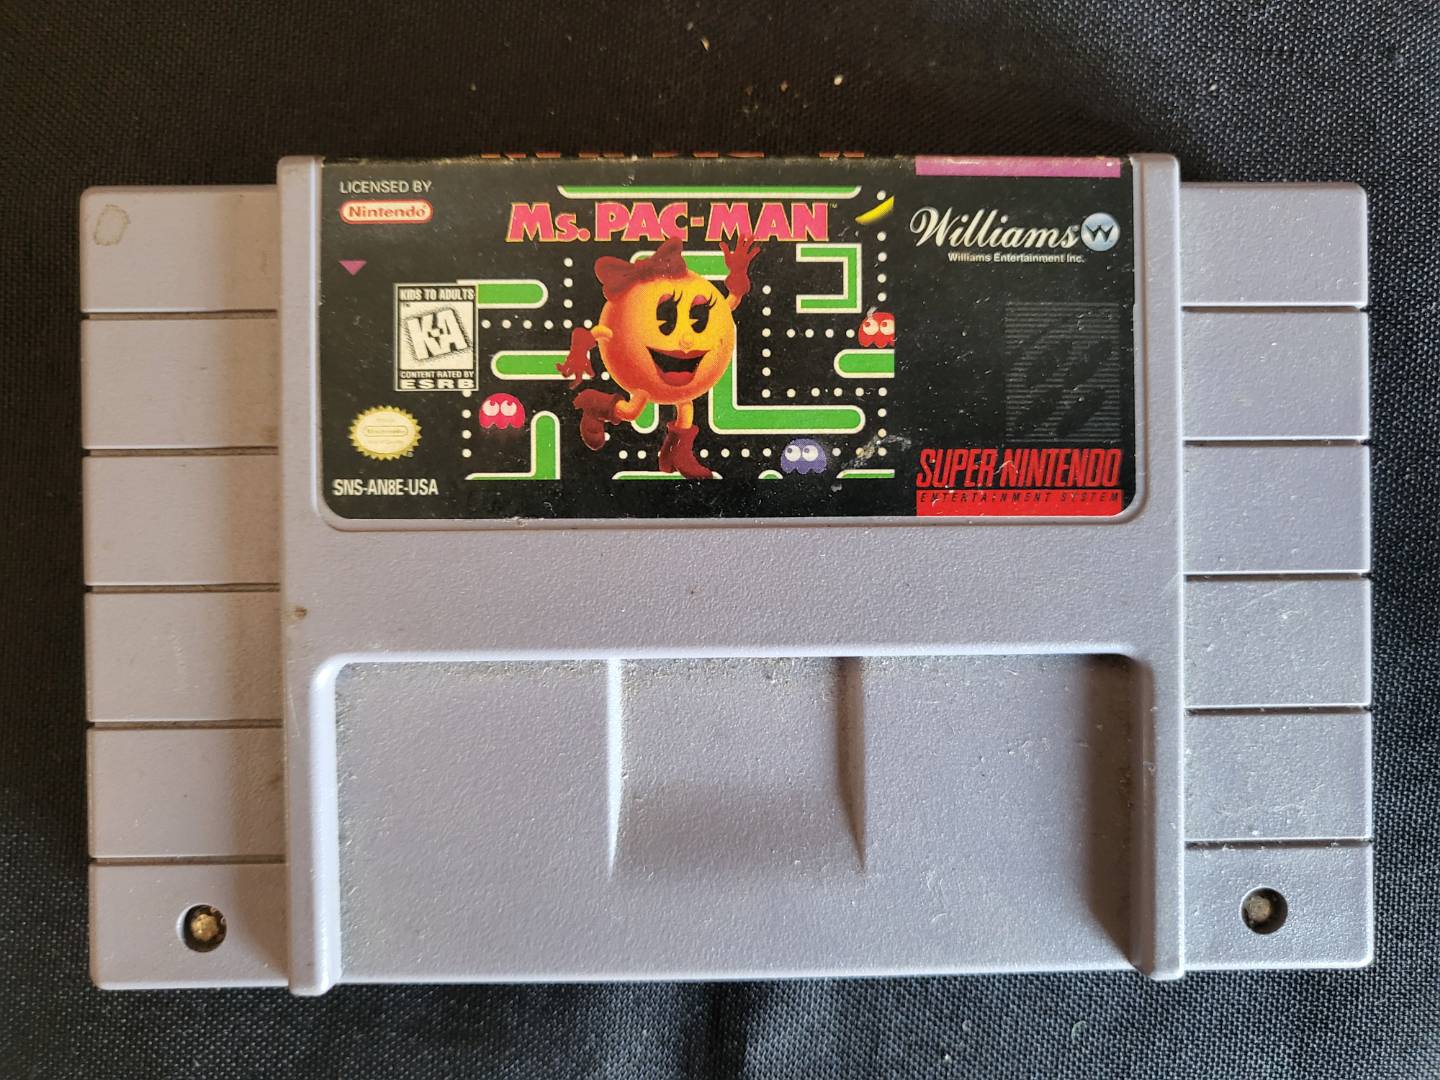 LICENSED BY
Nintendo
Ms. PAC-MAN™
Williams W
Williams Entertainment Inc.
KIDS TO ADULTS
K-A
CONTENT RATED BY
ESRB
SNS-AN8E-USA
SUPER NINTENDO
ENTERTAINMENT SYSTEM